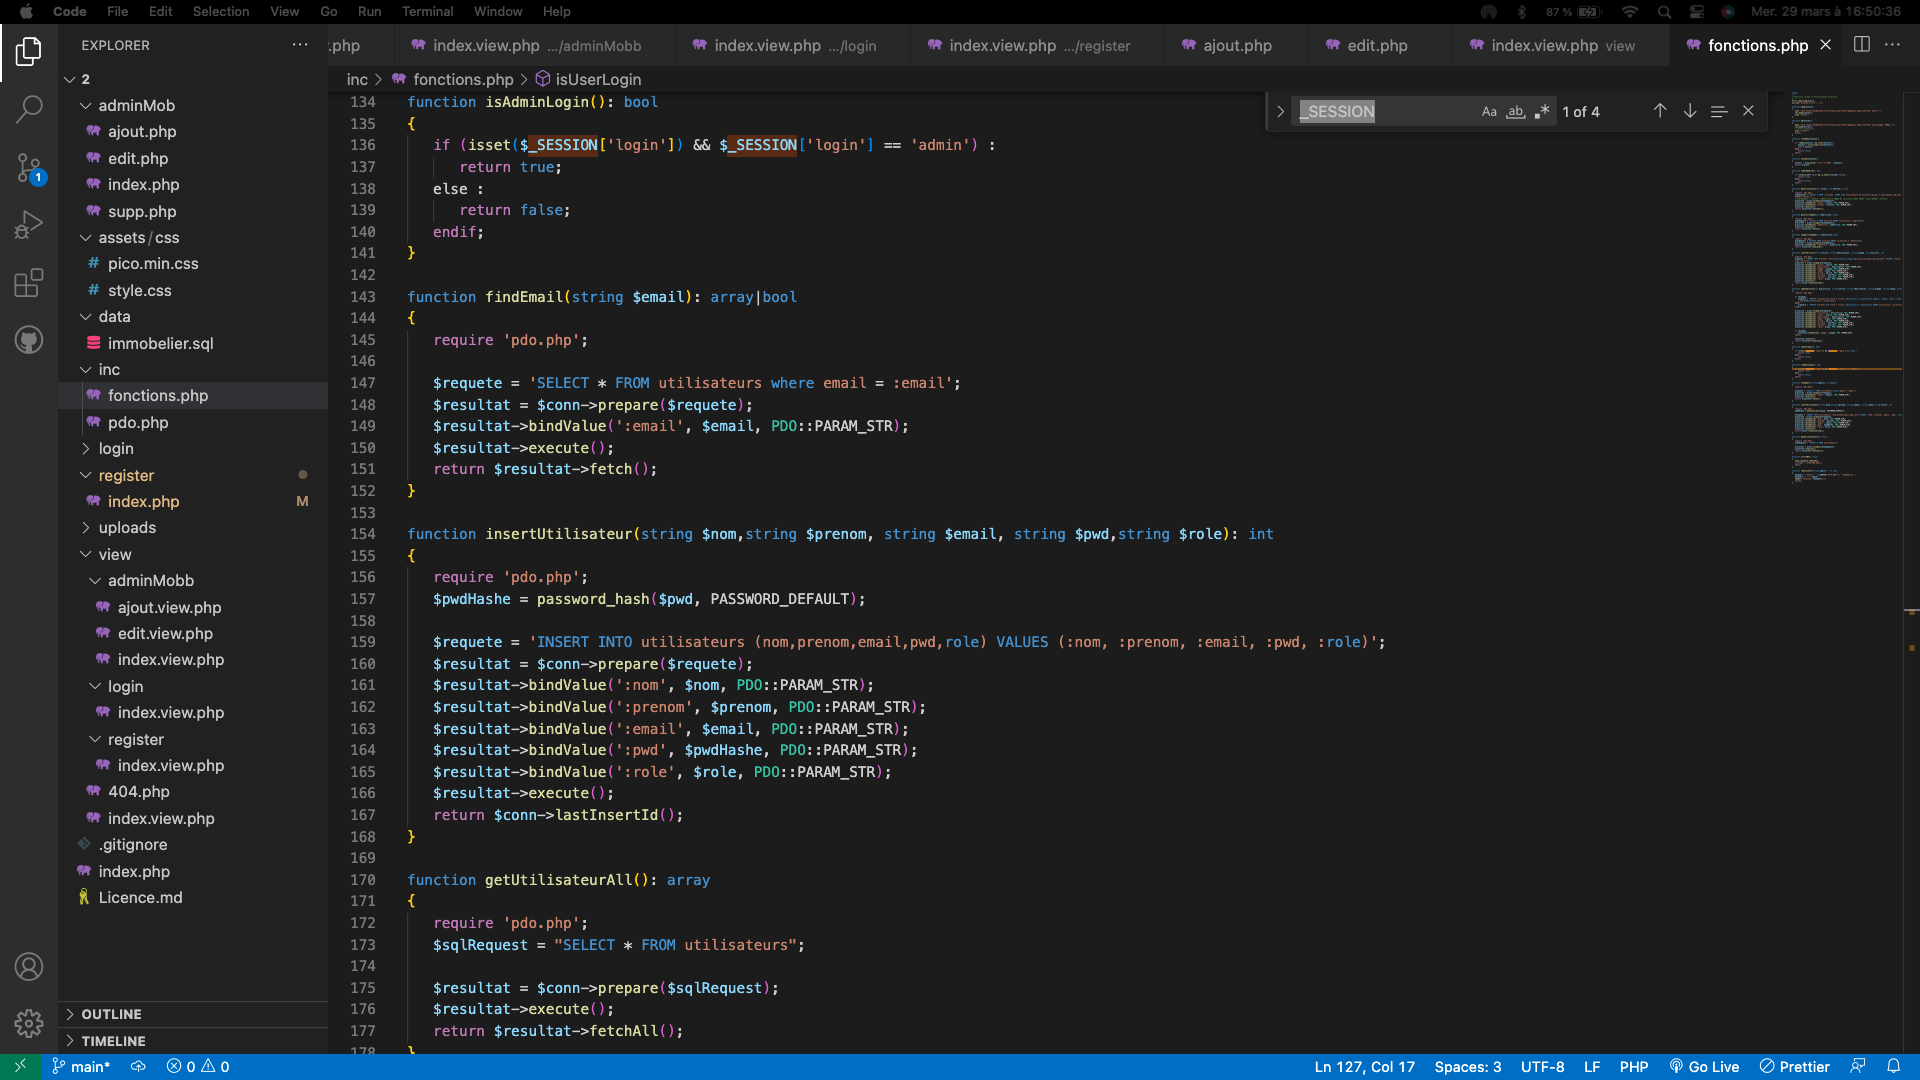 Code File Edit Selection View Go Run Terminal Window Help 87 % Mer. 29 mars à 16:50:36
EXPLORER
.php index.view.php .../adminMobb index.view.php .../login index.view.php .../register ajout.php edit.php index.view.php view fonctions.php
inc > fonctions.php > isUserLogin
_SESSION Aa ab .* 1 of 4
2
adminMob
ajout.php
edit.php
index.php
supp.php
assets / css
pico.min.css
style.css
data
immobelier.sql
inc
fonctions.php
pdo.php
login
register
index.php M
uploads
view
adminMobb
ajout.view.php
edit.view.php
index.view.php
login
index.view.php
register
index.view.php
404.php
index.view.php
.gitignore
index.php
Licence.md
OUTLINE
TIMELINE
1
134 function isAdminLogin(): bool
135 {
136 if (isset($_SESSION['login']) && $_SESSION['login'] == 'admin') :
137 return true;
138 else :
139 return false;
140 endif;
141 }
142
143 function findEmail(string $email): array|bool
144 {
145 require 'pdo.php';
146
147 $requete = 'SELECT * FROM utilisateurs where email = :email';
148 $resultat = $conn->prepare($requete);
149 $resultat->bindValue(':email', $email, PDO::PARAM_STR);
150 $resultat->execute();
151 return $resultat->fetch();
152 }
153
154 function insertUtilisateur(string $nom,string $prenom, string $email, string $pwd,string $role): int
155 {
156 require 'pdo.php';
157 $pwdHashe = password_hash($pwd, PASSWORD_DEFAULT);
158
159 $requete = 'INSERT INTO utilisateurs (nom,prenom,email,pwd,role) VALUES (:nom, :prenom, :email, :pwd, :role)';
160 $resultat = $conn->prepare($requete);
161 $resultat->bindValue(':nom', $nom, PDO::PARAM_STR);
162 $resultat->bindValue(':prenom', $prenom, PDO::PARAM_STR);
163 $resultat->bindValue(':email', $email, PDO::PARAM_STR);
164 $resultat->bindValue(':pwd', $pwdHashe, PDO::PARAM_STR);
165 $resultat->bindValue(':role', $role, PDO::PARAM_STR);
166 $resultat->execute();
167 return $conn->lastInsertId();
168 }
169
170 function getUtilisateurAll(): array
171 {
172 require 'pdo.php';
173 $sqlRequest = "SELECT * FROM utilisateurs";
174
175 $resultat = $conn->prepare($sqlRequest);
176 $resultat->execute();
177 return $resultat->fetchAll();
178 }
main* 0 0 Ln 127, Col 17 Spaces: 3 UTF-8 LF PHP Go Live Prettier